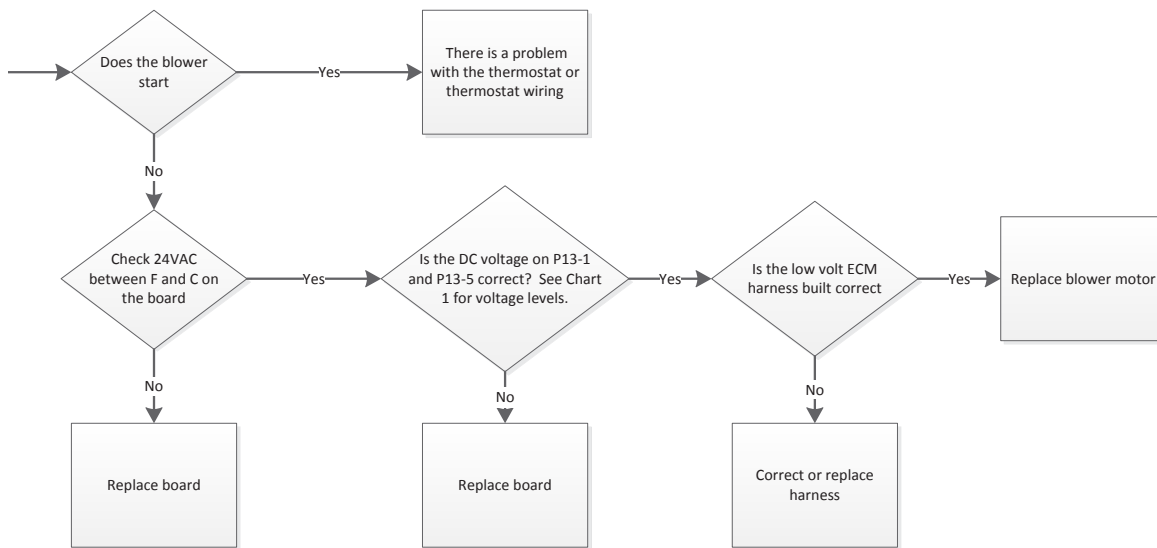 Does the blower
start
Yes
There is a problem
with the thermostat or
thermostat wiring
No
Check 24VAC
between F and C on
the board
Yes
Is the DC voltage on P13-1
and P13-5 correct?  See Chart
1 for voltage levels.
Yes
Is the low volt ECM
harness built correct
Yes
Replace blower motor
No
Replace board
No
Replace board
No
Correct or replace
harness